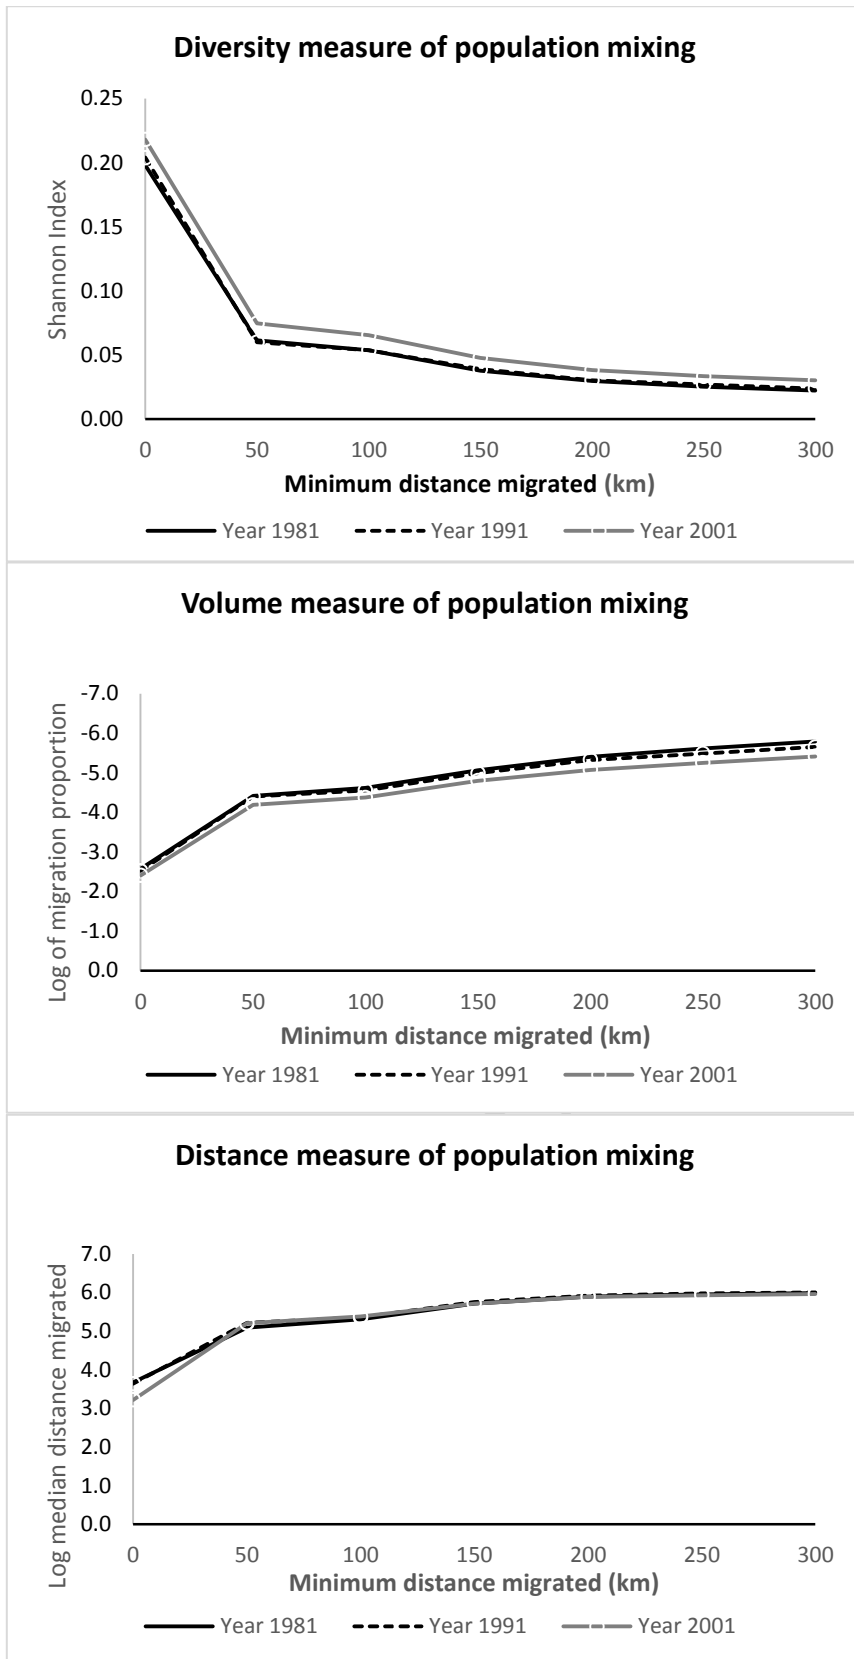 Diversity measure of population mixing
Shannon Index
0.25
0.20
0.15
0.10
0.05
0.00
0 50 100 150 200 250 300
Minimum distance migrated (km)
Year 1981 Year 1991 Year 2001
Volume measure of population mixing
Log of migration proportion
-7.0
-6.0
-5.0
-4.0
-3.0
-2.0
-1.0
0.0
0 50 100 150 200 250 300
Minimum distance migrated (km)
Year 1981 Year 1991 Year 2001
Distance measure of population mixing
Log median distance migrated
7.0
6.0
5.0
4.0
3.0
2.0
1.0
0.0
0 50 100 150 200 250 300
Minimum distance migrated (km)
Year 1981 Year 1991 Year 2001